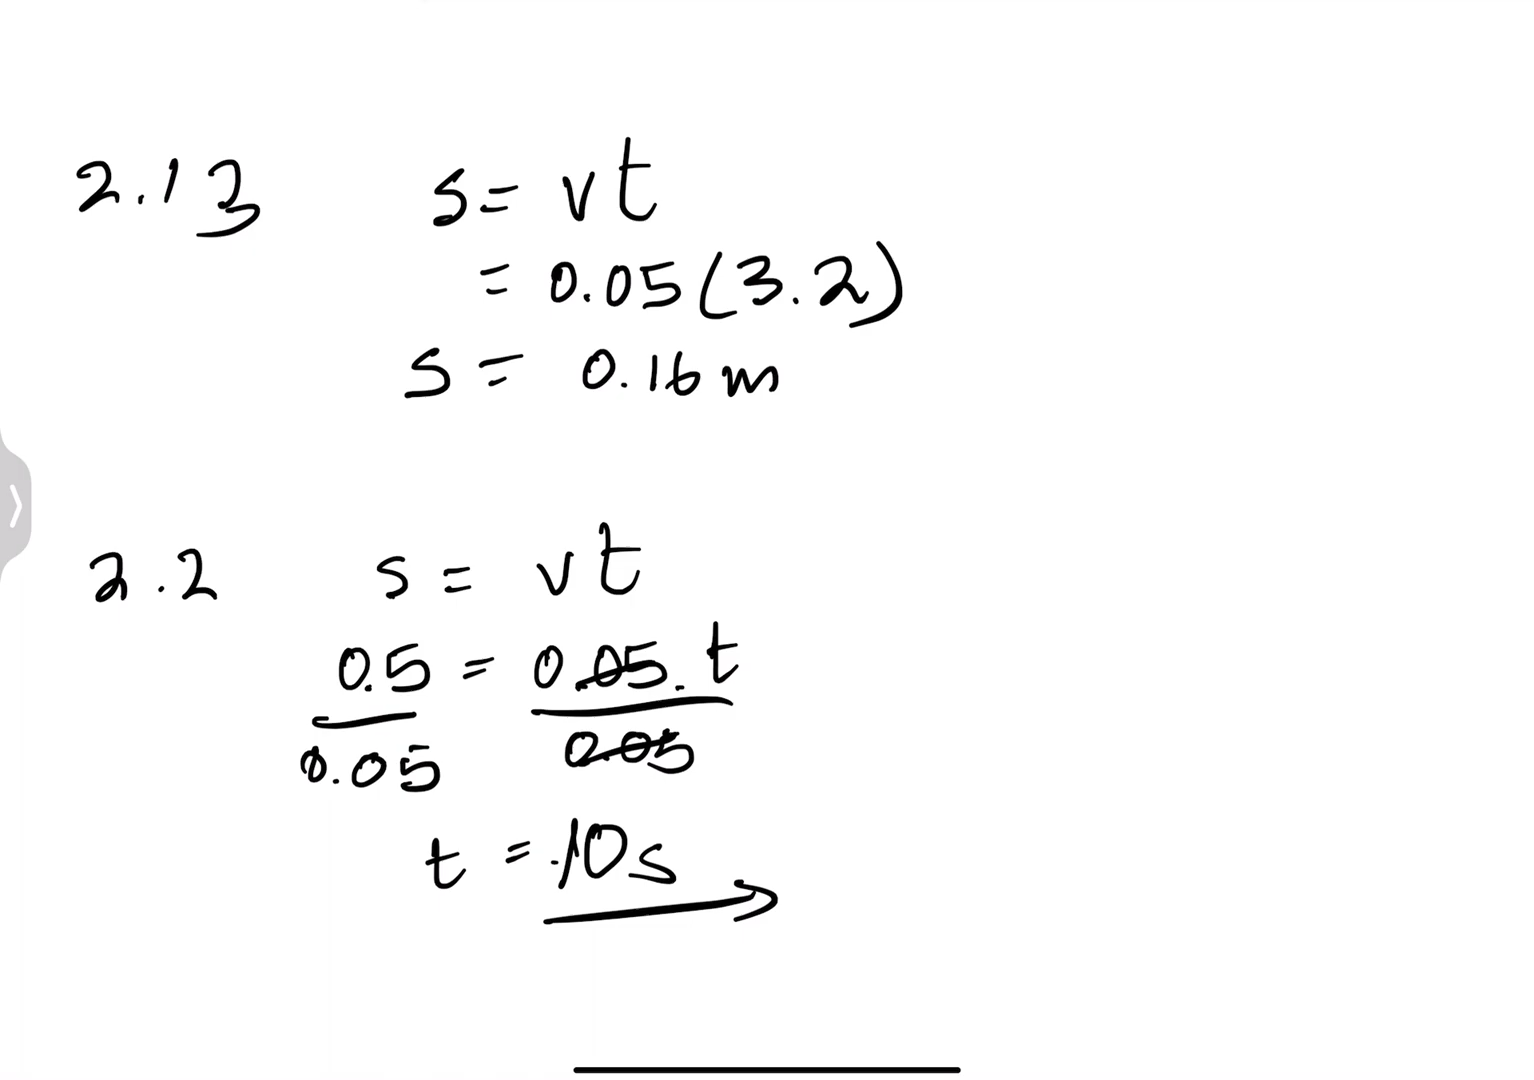 2.13 s = vt
= 0.05(3.2)
s = 0.16 m
2.2 s = vt
0.5 = 0.05. t
0.05 0.05
t = 10s